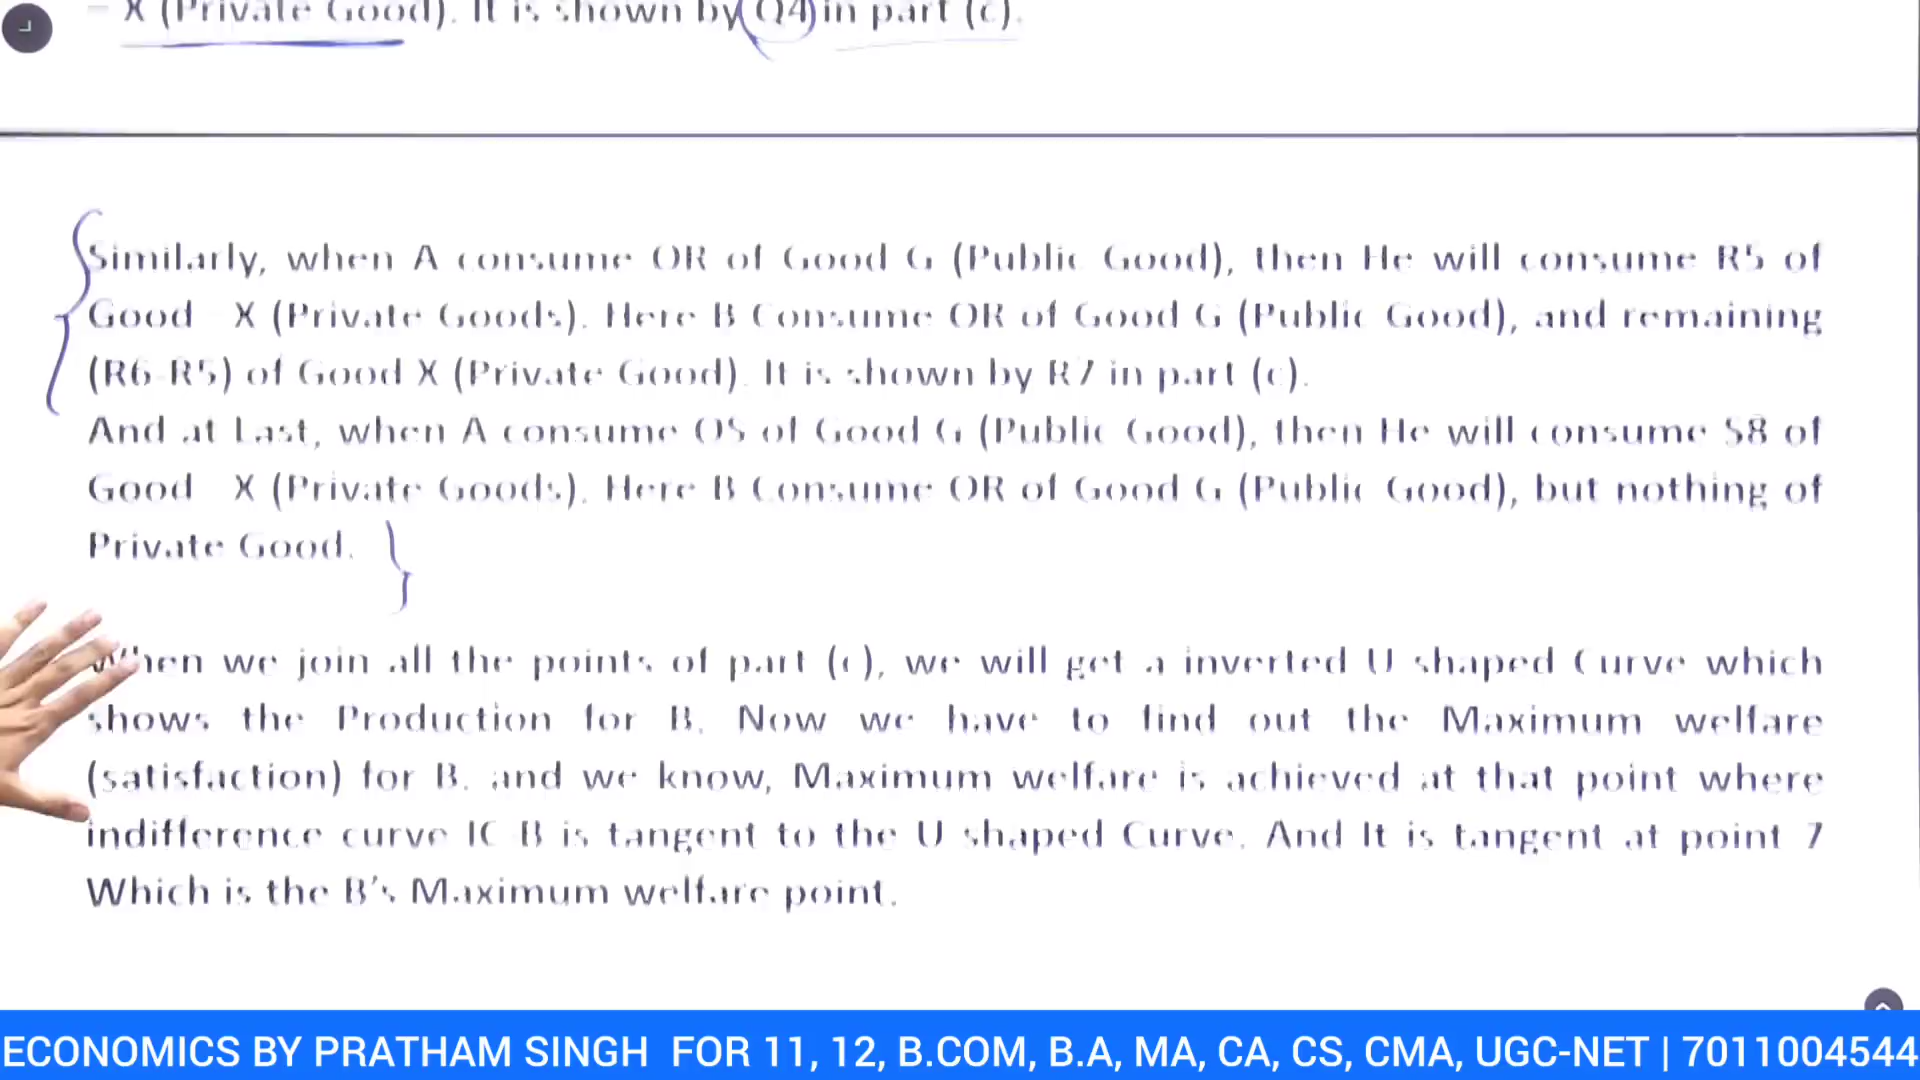 X (Private Good). It is shown by Q4 in part (c).
Similarly, when A consume OR of Good G (Public Good), then He will consume R5 of
Good X (Private Goods). Here B Consume OR of Good G (Public Good), and remaining
(R6-R5) of Good X (Private Good). It is shown by R7 in part (c).
And at Last, when A consume OS of Good G (Public Good), then He will consume S8 of
Good X (Private Goods). Here B Consume OR of Good G (Public Good), but nothing of
Private Good.
When we join all the points of part (c), we will get a inverted U shaped Curve which
shows the Production for B. Now we have to find out the Maximum welfare
(satisfaction) for B. and we know, Maximum welfare is achieved at that point where
indifference curve IC B is tangent to the U shaped Curve. And It is tangent at point 7
Which is the B's Maximum welfare point.
ECONOMICS BY PRATHAM SINGH FOR 11, 12, B.COM, B.A, MA, CA, CS, CMA, UGC-NET | 7011004544